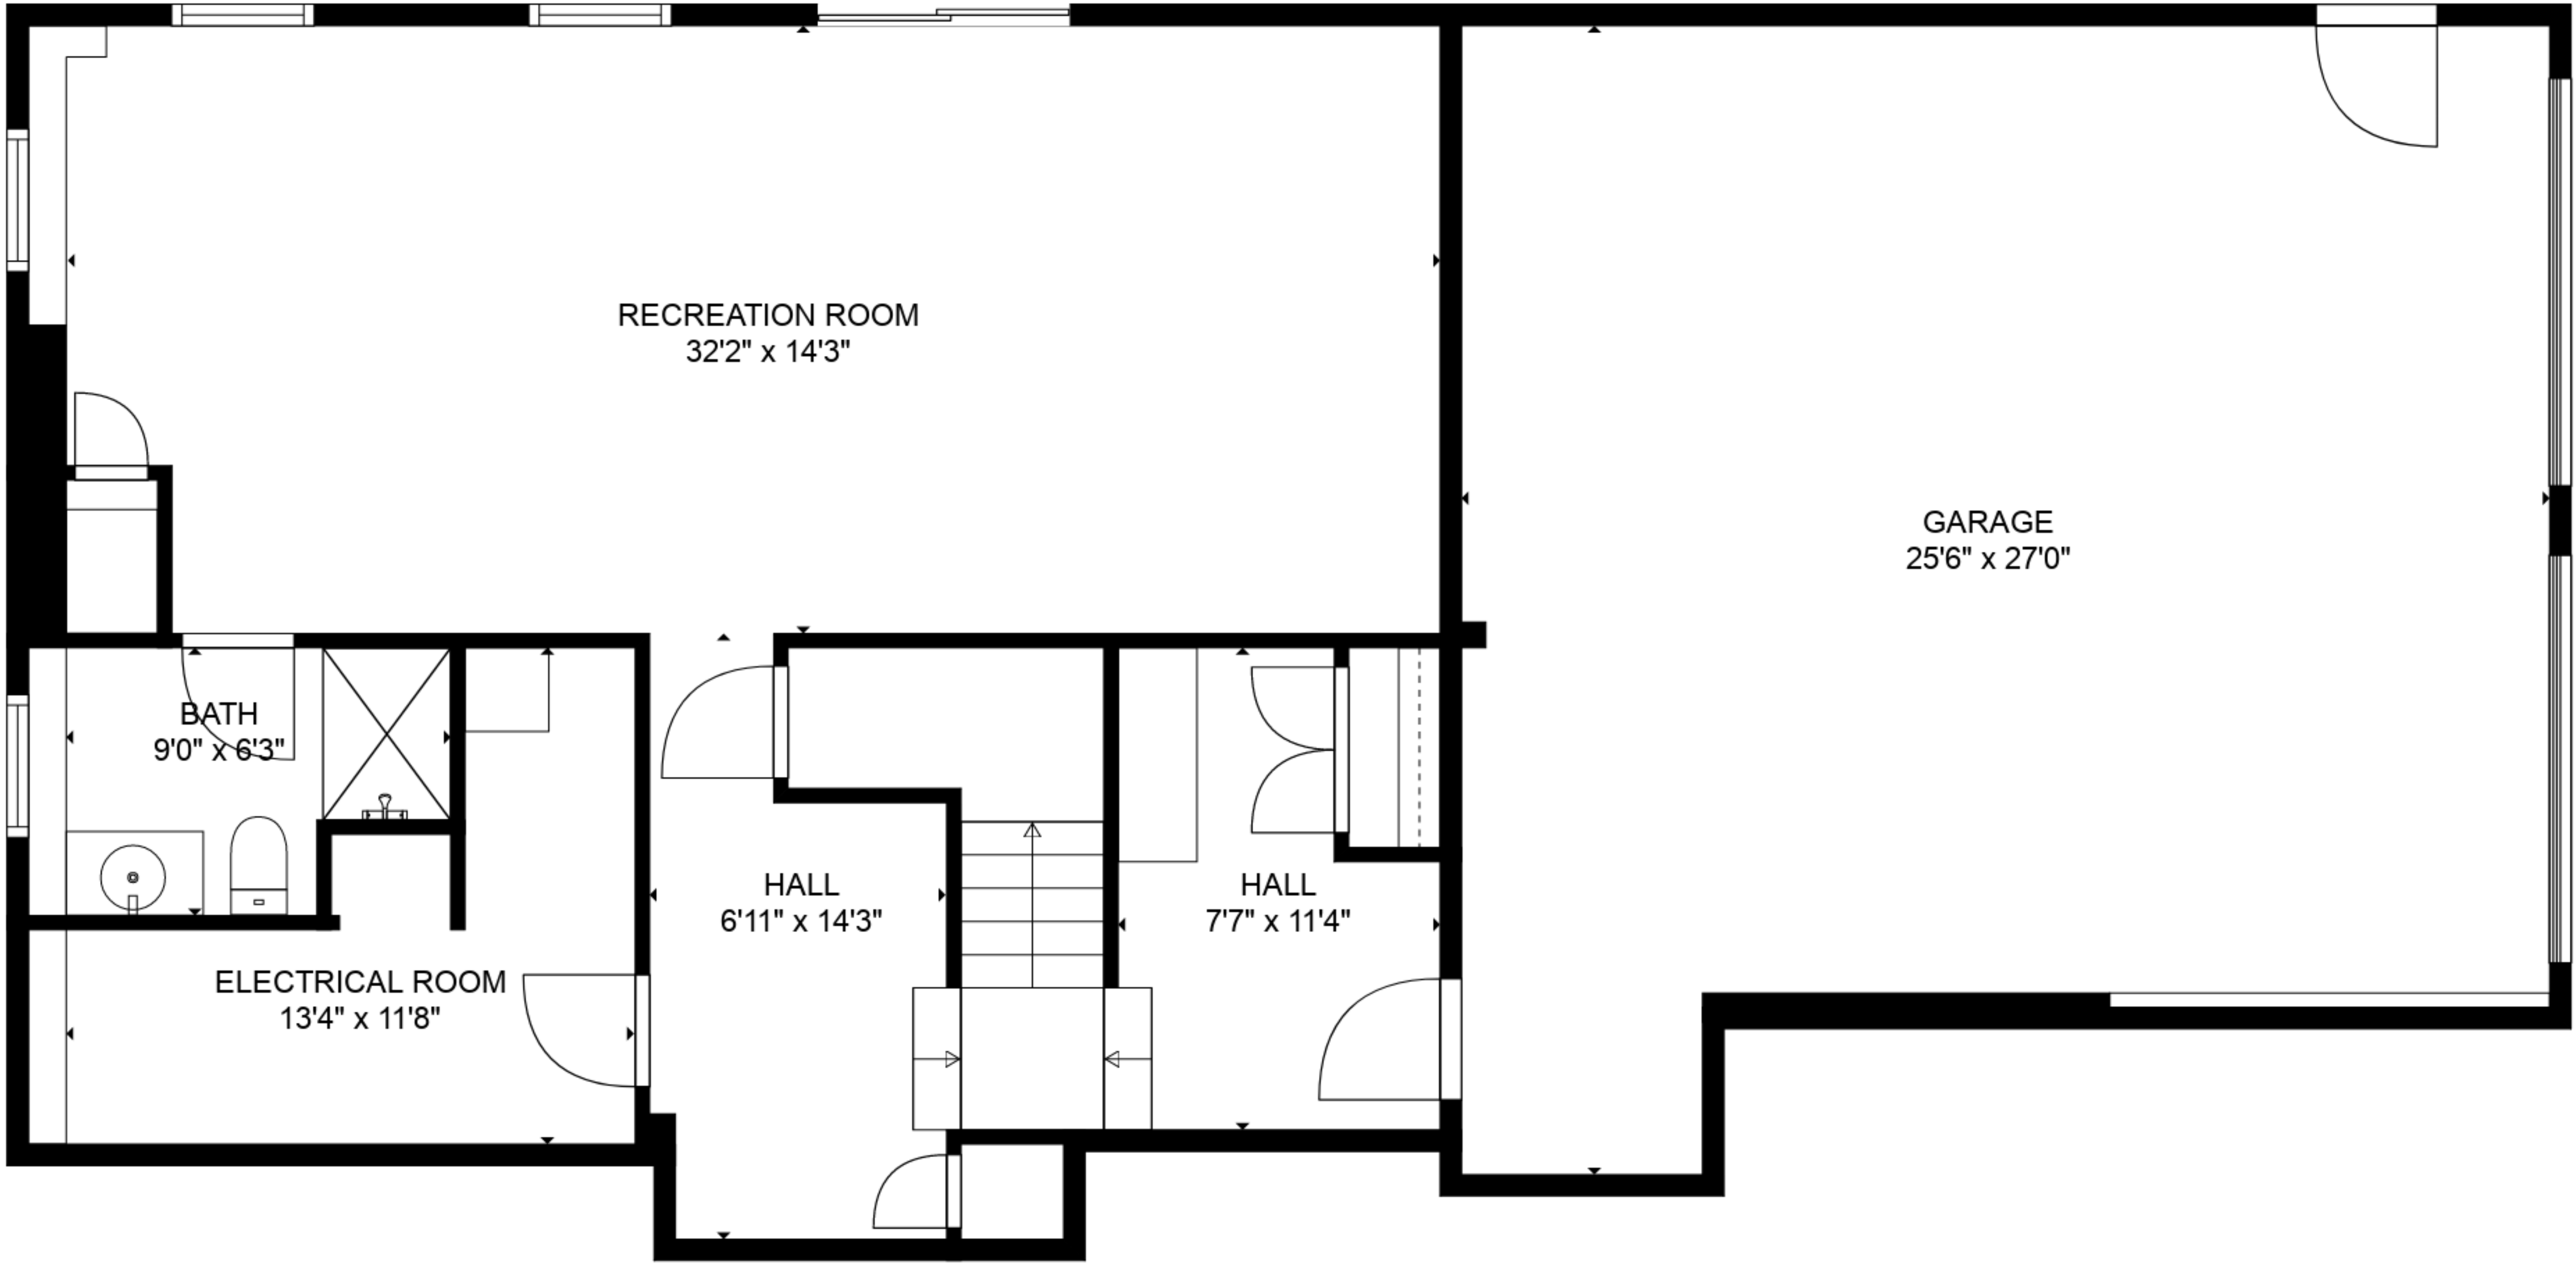 RECREATION ROOM
32'2" x 14'3"
GARAGE
25'6" x 27'0"
BATH
9'0" x 6'3"
HALL
6'11" x 14'3"
HALL
7'7" x 11'4"
ELECTRICAL ROOM
13'4" x 11'8"